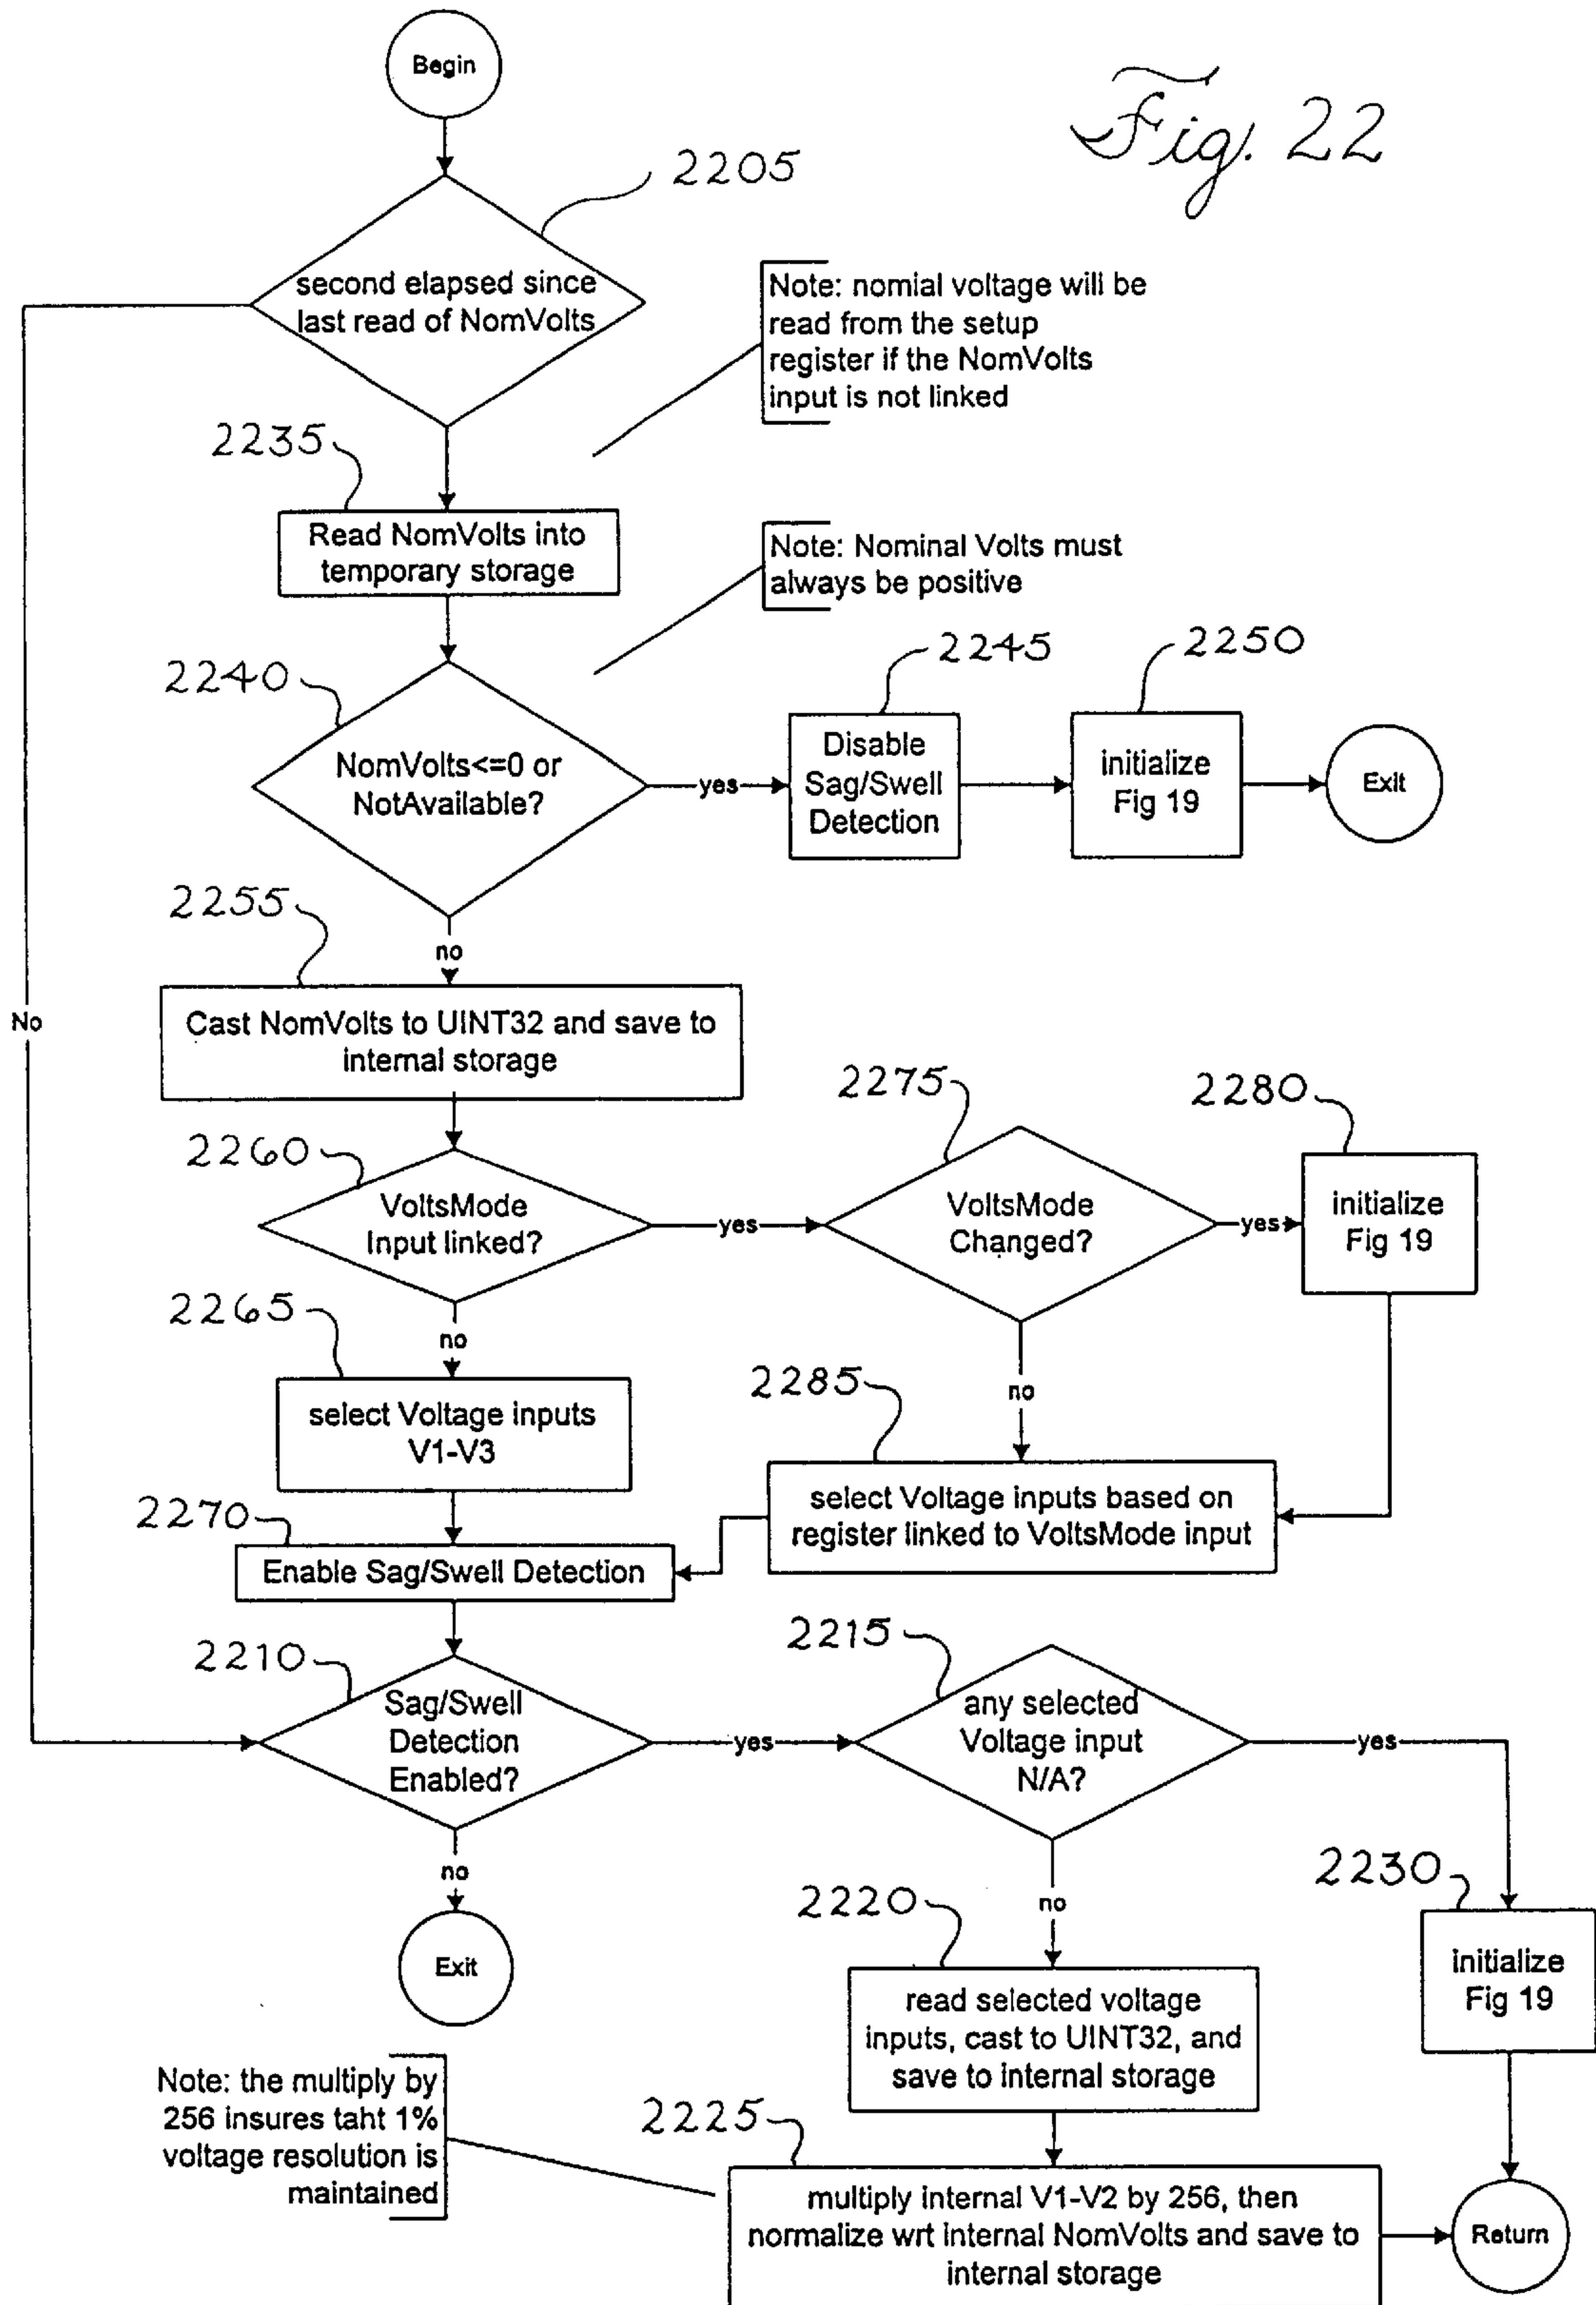 Begin
Fig. 22
2205
second elapsed since
last read of NomVolts
Note: nomial voltage will be
read from the setup
register if the NomVolts
input is not linked
2235
Read NomVolts into
temporary storage
Note: Nominal Volts must
always be positive
2240
NomVolts<=0 or
NotAvailable?
yes
2245
Disable
Sag/Swell
Detection
2250
initialize
Fig 19
Exit
2255
no
No
Cast NomVolts to UINT32 and save to
internal storage
2260
VoltsMode
Input linked?
yes
2275
VoltsMode
Changed?
yes
2280
initialize
Fig 19
2265
no
select Voltage inputs
V1-V3
no
2285
select Voltage inputs based on
register linked to VoltsMode input
2270
Enable Sag/Swell Detection
2210
Sag/Swell
Detection
Enabled?
yes
2215
any selected
Voltage input
N/A?
yes
no
Exit
no
2220
read selected voltage
inputs, cast to UINT32, and
save to internal storage
2230
initialize
Fig 19
Note: the multiply by
256 insures taht 1%
voltage resolution is
maintained
2225
multiply internal V1-V2 by 256, then
normalize wrt internal NomVolts and save to
internal storage
Return